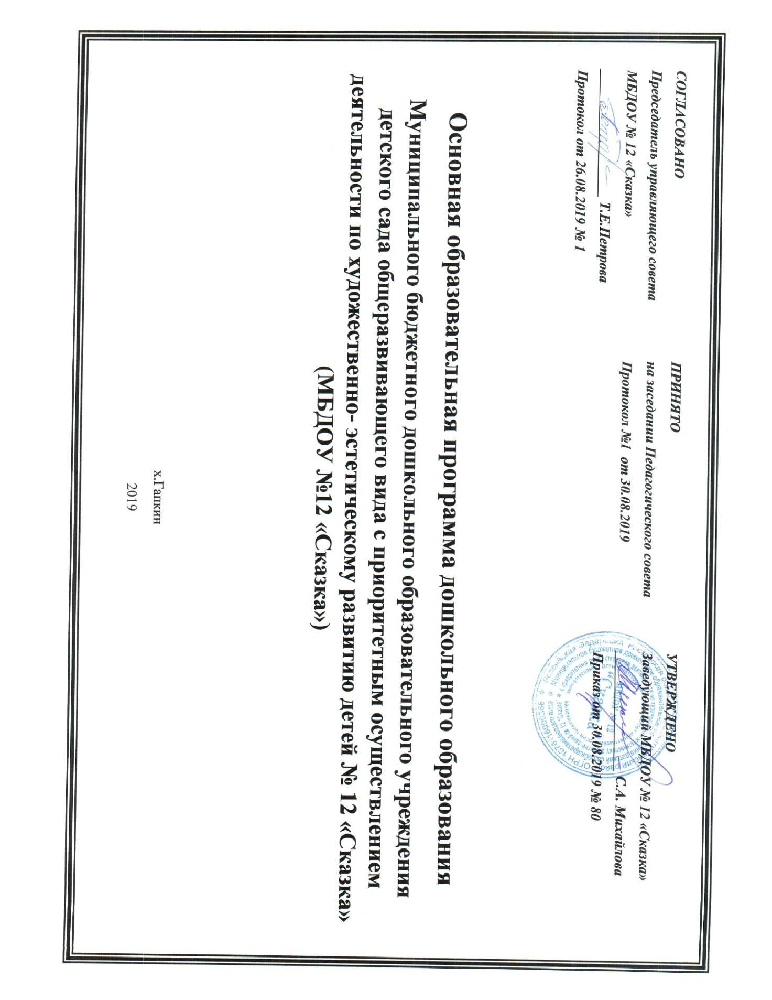 СОГЛАСОВАНО
Председатель управляющего совета
МБДОУ № 12 «Сказка»
Т.Е.Петрова
Протокол от 26.08.2019 № 1
ПРИНЯТО
на заседании Педагогического совета
Протокол №1 от 30.08.2019
УТВЕРЖДЕНО
Заведующий МБДОУ № 12 «Сказка»
С.А. Михайлова
Приказ от 30.08.2019 № 80
Основная образовательная программа дошкольного образования
Муниципального бюджетного дошкольного образовательного учреждения
детского сада общеразвивающего вида с приоритетным осуществлением
деятельности по художественно- эстетическому развитию детей № 12 «Сказка»
(МБДОУ №12 «Сказка»)
х.Гапкин
2019